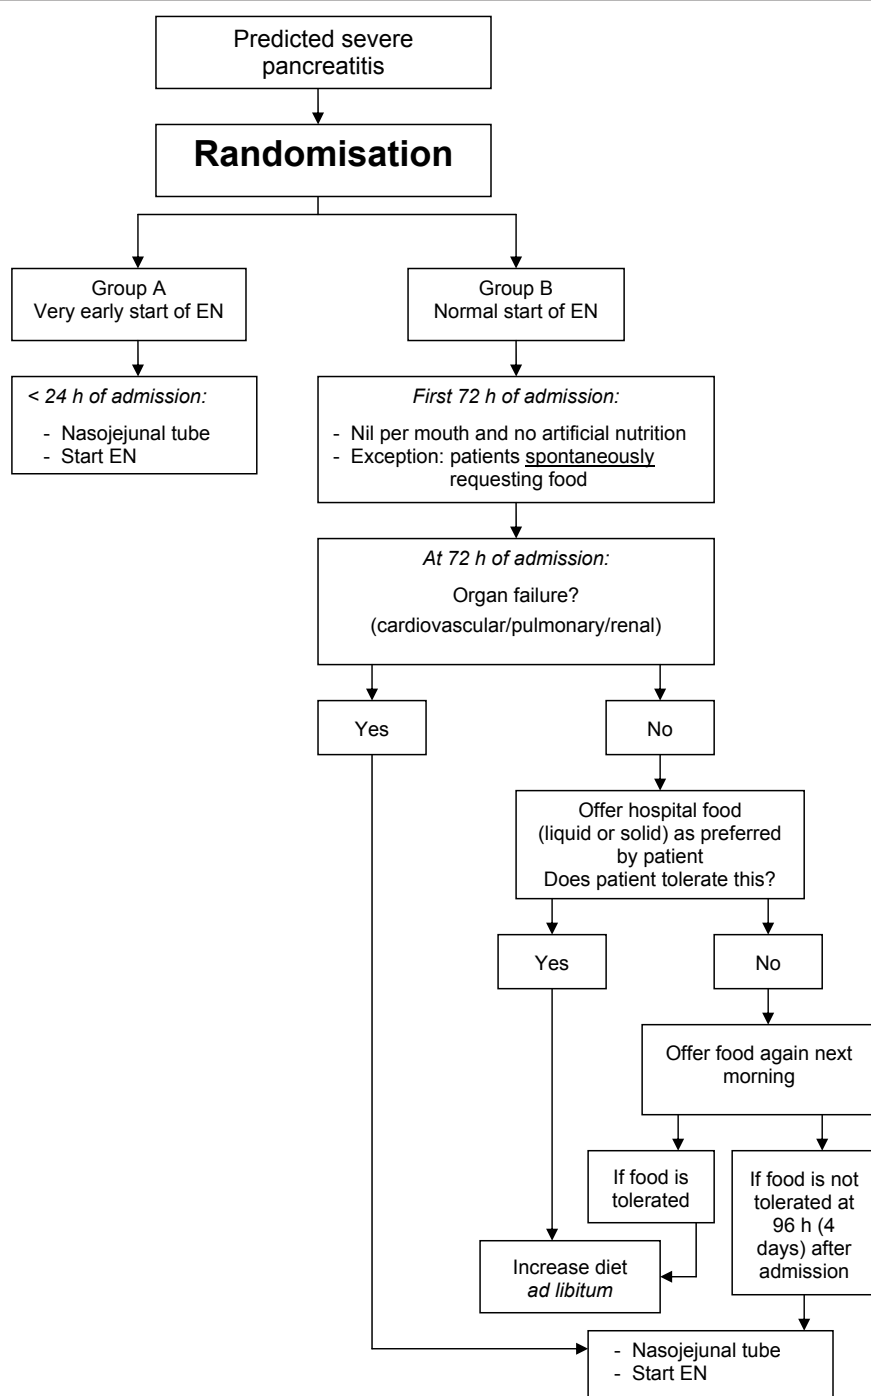 Predicted severe
pancreatitis
Randomisation
Group A
Very early start of EN
Group B
Normal start of EN
< 24 h of admission:
- Nasojejunal tube
- Start EN
First 72 h of admission:
- Nil per mouth and no artificial nutrition
- Exception: patients spontaneously
requesting food
At 72 h of admission:
Organ failure?
(cardiovascular/pulmonary/renal)
Yes
No
Offer hospital food
(liquid or solid) as preferred
by patient
Does patient tolerate this?
Yes
No
Offer food again next
morning
If food is
tolerated
If food is not
tolerated at
96 h (4
days) after
admission
Increase diet
ad libitum
- Nasojejunal tube
- Start EN